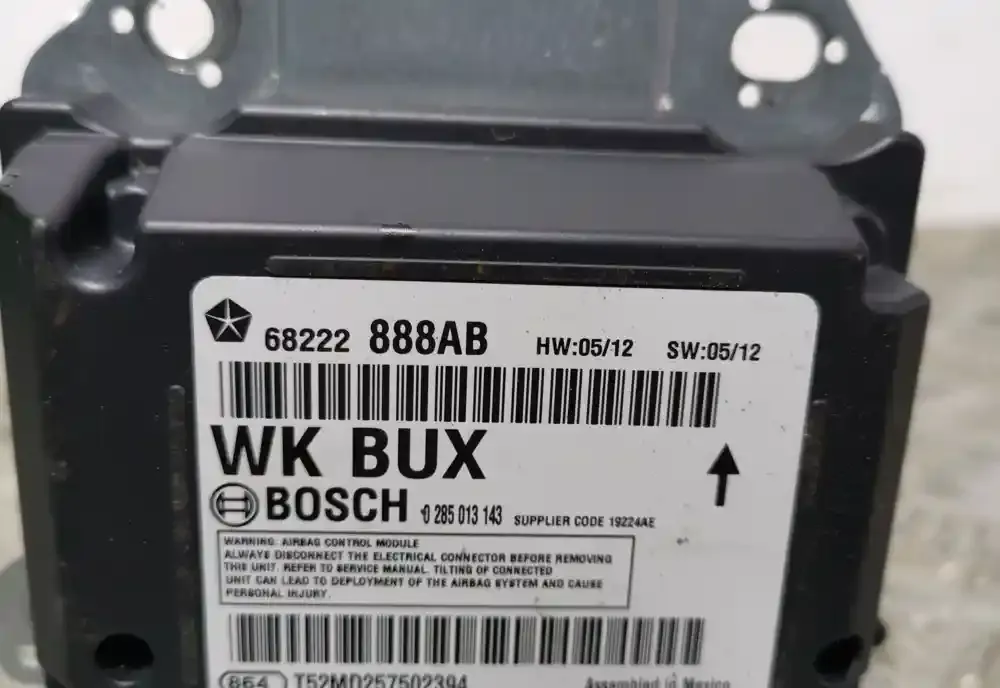 68222 888AB HW:05/12 SW:05/12
WK BUX
BOSCH 0 285 013 143 SUPPLIER CODE 19224AE
WARNING: AIRBAG CONTROL MODULE
ALWAYS DISCONNECT THE ELECTRICAL CONNECTOR BEFORE REMOVING
THIS UNIT. REFER TO SERVICE MANUAL. TILTING OF CONNECTED
UNIT CAN LEAD TO DEPLOYMENT OF THE AIRBAG SYSTEM AND CAUSE
PERSONAL INJURY.
864 T52MD257502394 Assembled in Mexico